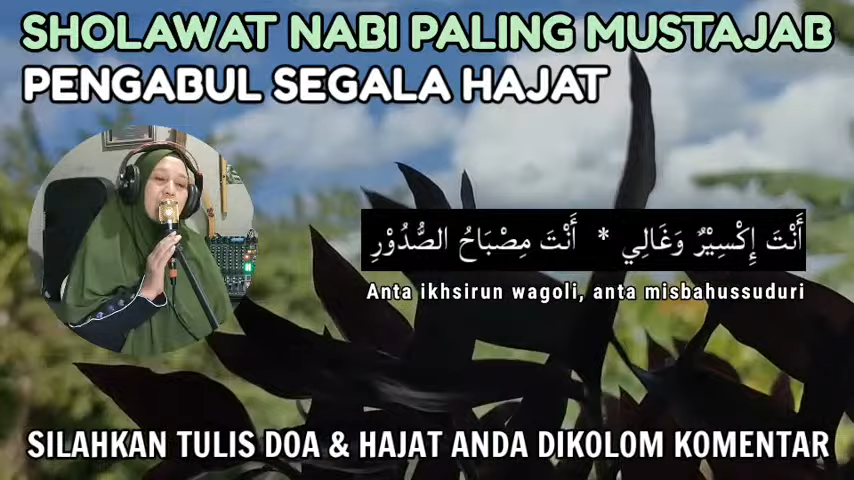 SHOLAWAT NABI PALING MUSTAJAB
PENGABUL SEGALA HAJAT
أَنْتَ إِكْسِيْرٌ وَغَالِي * أَنْتَ مِصْبَاحُ الصُّدُوْرِ
Anta ikhsirun wagoli, anta misbahussuduri
SILAHKAN TULIS DOA & HAJAT ANDA DIKOLOM KOMENTAR